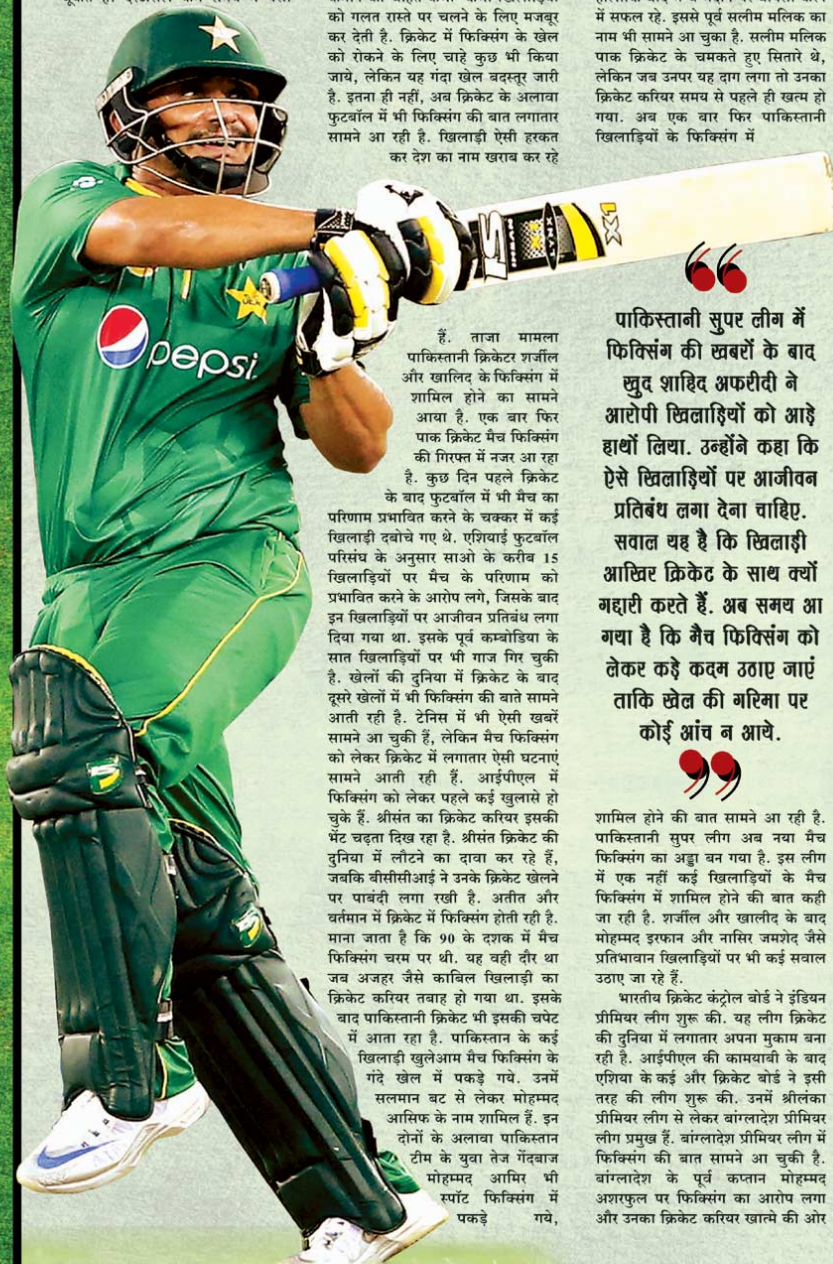 को गलत रास्ते पर चलने के लिए मजबूर
कर देती है. क्रिकेट में फिक्सिंग के खेल
को रोकने के लिए चाहे कुछ भी किया
जाये, लेकिन यह गंदा खेल बदस्तूर जारी
है. इतना ही नहीं, अब क्रिकेट के अलावा
फुटबॉल में भी फिक्सिंग की बात लगातार
सामने आ रही है. खिलाड़ी ऐसी हरकत
कर देश का नाम खराब कर रहे
हैं. ताजा मामला
पाकिस्तानी क्रिकेटर शर्जील
और खालिद के फिक्सिंग में
शामिल होने का सामने
आया है. एक बार फिर
पाक क्रिकेट मैच फिक्सिंग
की गिरफ्त में नजर आ रहा
है. कुछ दिन पहले क्रिकेट
के बाद फुटबॉल में भी मैच का
परिणाम प्रभावित करने के चक्कर में कई
खिलाड़ी दबोचे गए थे. एशियाई फुटबॉल
परिसंघ के अनुसार साओ के करीब 15
खिलाड़ियों पर मैच के परिणाम को
प्रभावित करने के आरोप लगे, जिसके बाद
इन खिलाड़ियों पर आजीवन प्रतिबंध लगा
दिया गया था. इसके पूर्व कम्बोडिया के
सात खिलाड़ियों पर भी गाज गिर चुकी
है. खेलों की दुनिया में क्रिकेट के बाद
दूसरे खेलों में भी फिक्सिंग की बाते सामने
आती रही है. टेनिस में भी ऐसी खबरें
सामने आ चुकी हैं, लेकिन मैच फिक्सिंग
को लेकर क्रिकेट में लगातार ऐसी घटनाएं
सामने आती रही हैं. आईपीएल में
फिक्सिंग को लेकर पहले कई खुलासे हो
चुके हैं. श्रीसंत का क्रिकेट करियर इसकी
भेंट चढ़ता दिख रहा है. श्रीसंत क्रिकेट की
दुनिया में लौटने का दावा कर रहे हैं,
जबकि बीसीसीआई ने उनके क्रिकेट खेलने
पर पाबंदी लगा रखी है. अतीत और
वर्तमान में क्रिकेट में फिक्सिंग होती रही है.
माना जाता है कि 90 के दशक में मैच
फिक्सिंग चरम पर थी. यह वही दौर था
जब अजहर जैसे काबिल खिलाड़ी का
क्रिकेट करियर तबाह हो गया था. इसके
बाद पाकिस्तानी क्रिकेट भी इसकी चपेट
में आता रहा है. पाकिस्तान के कई
खिलाड़ी खुलेआम मैच फिक्सिंग के
गंदे खेल में पकड़े गये. उनमें
सलमान बट से लेकर मोहम्मद
आसिफ के नाम शामिल हैं. इन
दोनों के अलावा पाकिस्तान
टीम के युवा तेज गेंदबाज
मोहम्मद आमिर भी
स्पॉट फिक्सिंग में
पकड़े गये,
में सफल रहे. इससे पूर्व सलीम मलिक का
नाम भी सामने आ चुका है. सलीम मलिक
पाक क्रिकेट के चमकते हुए सितारे थे,
लेकिन जब उनपर यह दाग लगा तो उनका
क्रिकेट करियर समय से पहले ही खत्म हो
गया. अब एक बार फिर पाकिस्तानी
खिलाड़ियों के फिक्सिंग में
पाकिस्तानी सुपर लीग में
फिक्सिंग की खबरों के बाद
खुद शाहिद अफरीदी ने
आरोपी खिलाड़ियों को आड़े
हाथों लिया. उन्होंने कहा कि
ऐसे खिलाड़ियों पर आजीवन
प्रतिबंध लगा देना चाहिए.
सवाल यह है कि खिलाड़ी
आखिर क्रिकेट के साथ क्यों
गद्दारी करते हैं. अब समय आ
गया है कि मैच फिक्सिंग को
लेकर कड़े कदम उठाए जाएं
ताकि खेल की गरिमा पर
कोई आंच न आये.
शामिल होने की बात सामने आ रही है.
पाकिस्तानी सुपर लीग अब नया मैच
फिक्सिंग का अड्डा बन गया है. इस लीग
में एक नहीं कई खिलाड़ियों के मैच
फिक्सिंग में शामिल होने की बात कही
जा रही है. शर्जील और खालीद के बाद
मोहम्मद इरफान और नासिर जमशेद जैसे
प्रतिभावान खिलाड़ियों पर भी कई सवाल
उठाए जा रहे हैं.
भारतीय क्रिकेट कंट्रोल बोर्ड ने इंडियन
प्रीमियर लीग शुरू की. यह लीग क्रिकेट
की दुनिया में लगातार अपना मुकाम बना
रही है. आईपीएल की कामयाबी के बाद
एशिया के कई और क्रिकेट बोर्ड ने इसी
तरह की लीग शुरू की. उनमें श्रीलंका
प्रीमियर लीग से लेकर बांग्लादेश प्रीमियर
लीग प्रमुख हैं. बांग्लादेश प्रीमियर लीग में
फिक्सिंग की बात सामने आ चुकी है.
बांग्लादेश के पूर्व कप्तान मोहम्मद
अशरफुल पर फिक्सिंग का आरोप लगा
और उनका क्रिकेट करियर खात्मे की ओर
pepsi